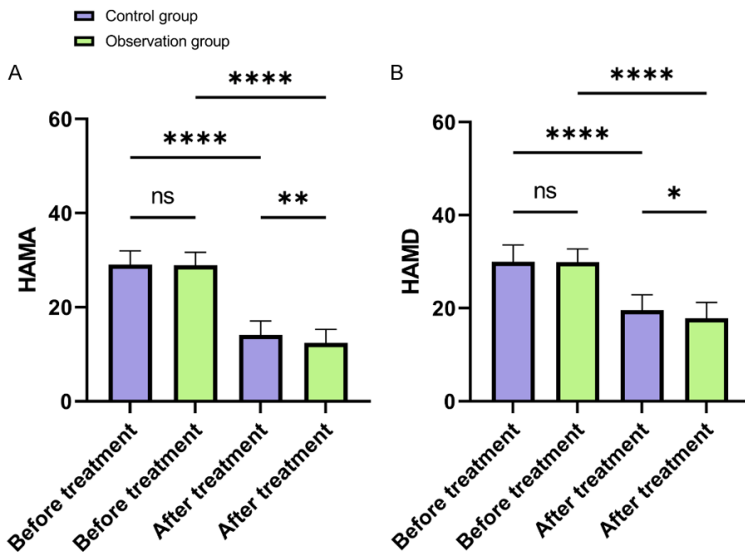 Control group
Observation group
A
****
****
ns
**
60
40
20
0
HAMA
Before treatment
Before treatment
After treatment
After treatment
B
****
****
ns
*
60
40
20
0
HAMD
Before treatment
Before treatment
After treatment
After treatment